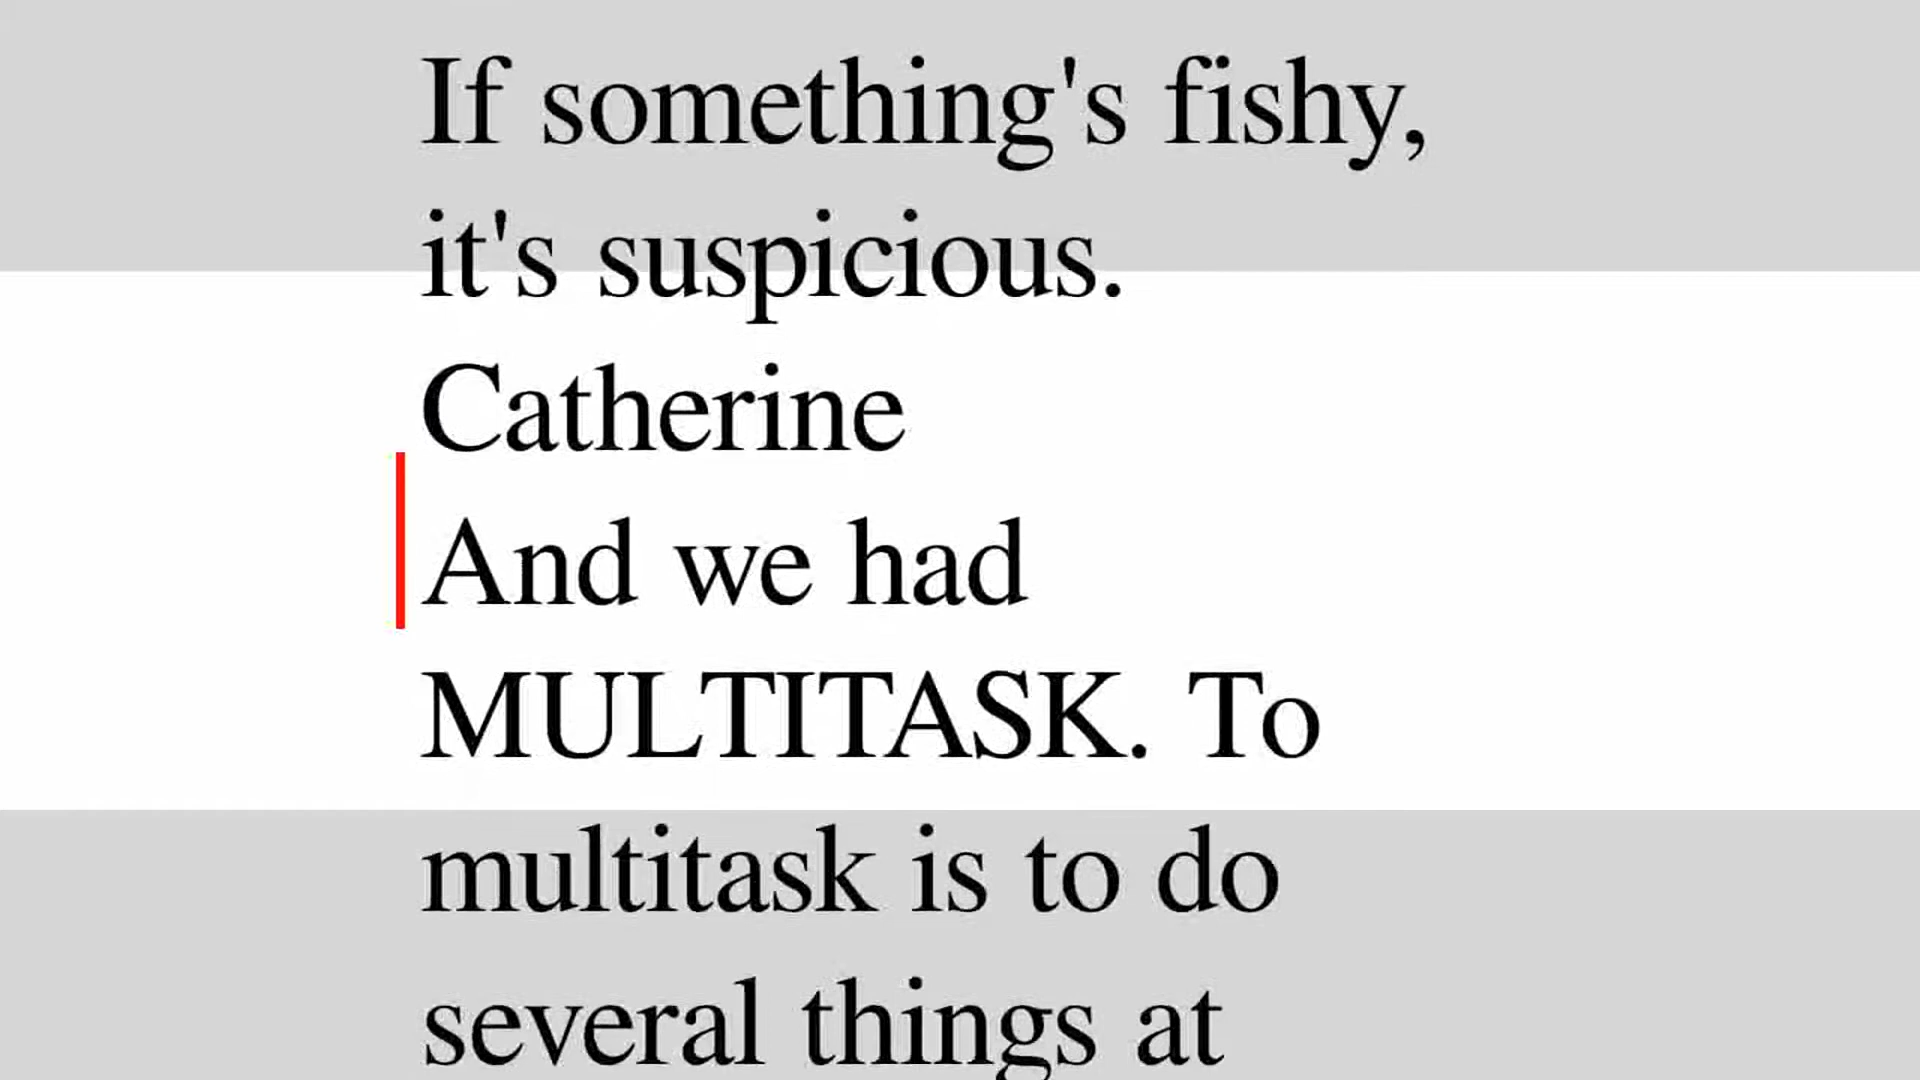 If something's fishy,
it's suspicious.
Catherine
And we had
MULTITASK. To
multitask is to do
several things at